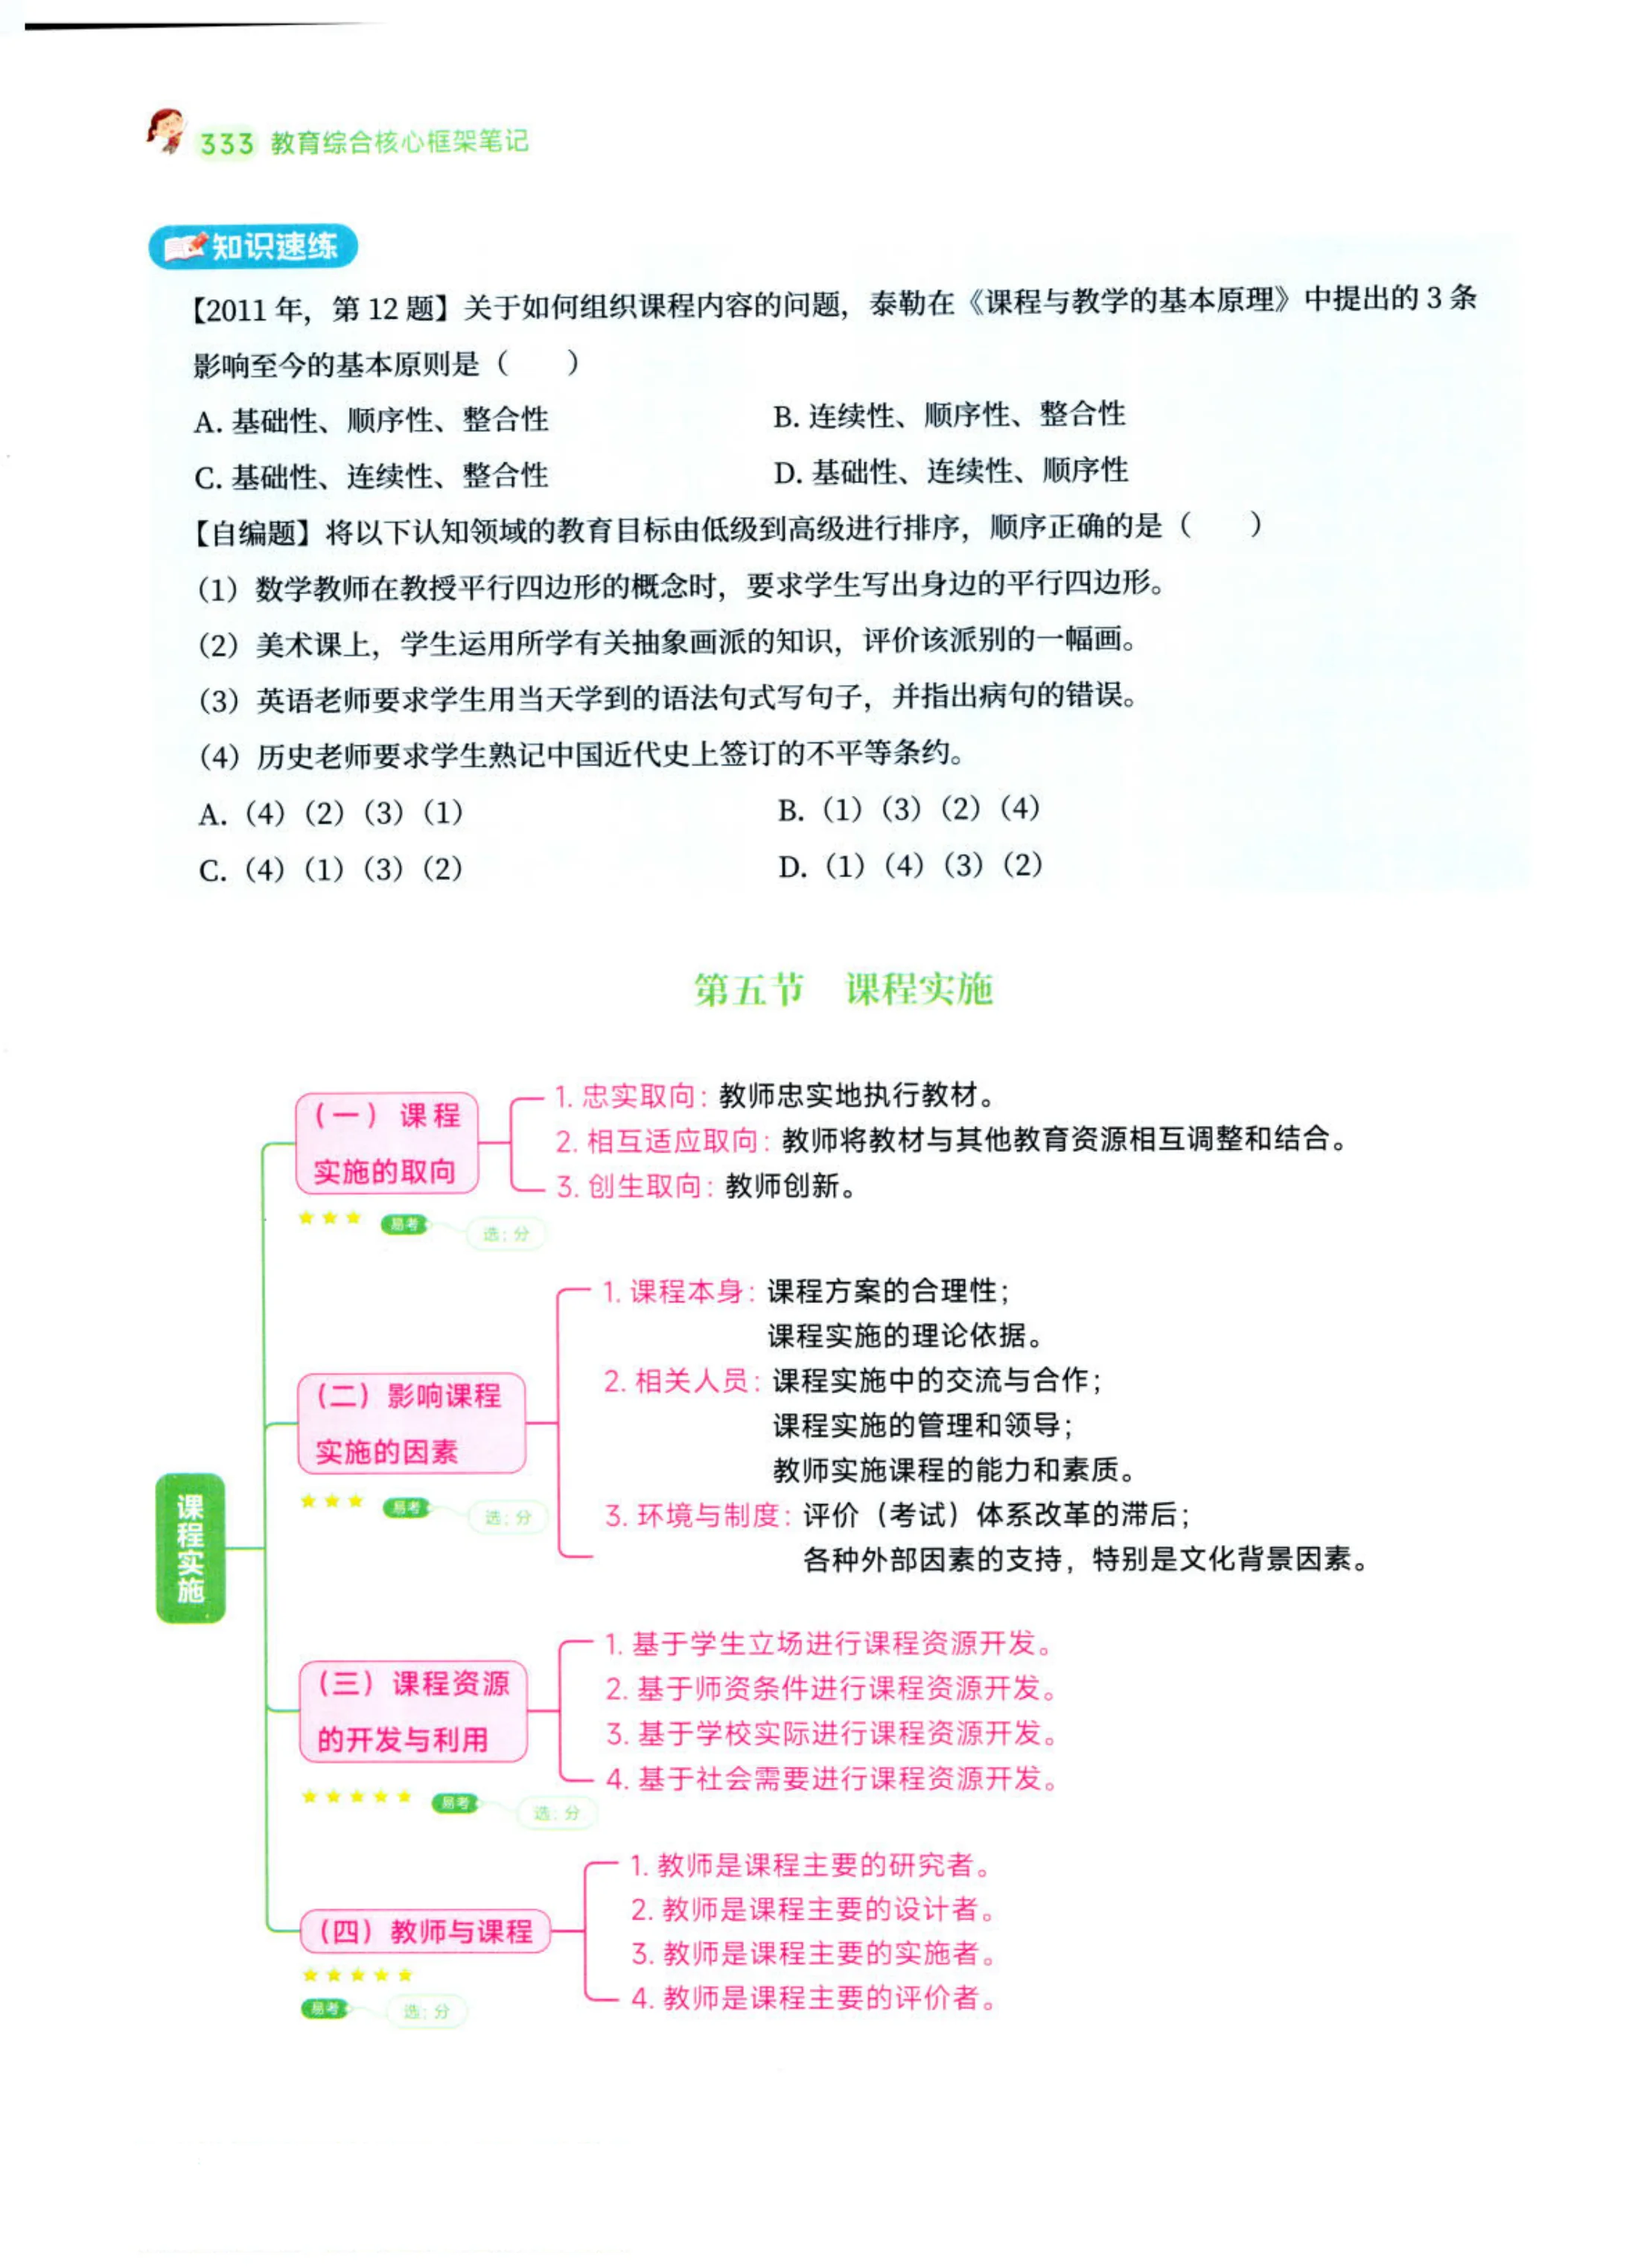 333 教育综合核心框架笔记
知识速练
【2011 年，第 12 题】关于如何组织课程内容的问题，泰勒在《课程与教学的基本原理》中提出的 3 条
影响至今的基本原则是（　　）
A. 基础性、顺序性、整合性　　B. 连续性、顺序性、整合性
C. 基础性、连续性、整合性　　D. 基础性、连续性、顺序性
【自编题】将以下认知领域的教育目标由低级到高级进行排序，顺序正确的是（　　）
（1）数学教师在教授平行四边形的概念时，要求学生写出身边的平行四边形。
（2）美术课上，学生运用所学有关抽象画派的知识，评价该派别的一幅画。
（3）英语老师要求学生用当天学到的语法句式写句子，并指出病句的错误。
（4）历史老师要求学生熟记中国近代史上签订的不平等条约。
A.（4）（2）（3）（1）　　B.（1）（3）（2）（4）
C.（4）（1）（3）（2）　　D.（1）（4）（3）（2）
第五节　课程实施
课程实施
（一）课程
实施的取向
易考 选；分
1. 忠实取向：教师忠实地执行教材。
2. 相互适应取向：教师将教材与其他教育资源相互调整和结合。
3. 创生取向：教师创新。
（二）影响课程
实施的因素
易考 选；分
1. 课程本身：课程方案的合理性；
课程实施的理论依据。
2. 相关人员：课程实施中的交流与合作；
课程实施的管理和领导；
教师实施课程的能力和素质。
3. 环境与制度：评价（考试）体系改革的滞后；
各种外部因素的支持，特别是文化背景因素。
（三）课程资源
的开发与利用
易考 选；分
1. 基于学生立场进行课程资源开发。
2. 基于师资条件进行课程资源开发。
3. 基于学校实际进行课程资源开发。
4. 基于社会需要进行课程资源开发。
（四）教师与课程
易考 选；分
1. 教师是课程主要的研究者。
2. 教师是课程主要的设计者。
3. 教师是课程主要的实施者。
4. 教师是课程主要的评价者。